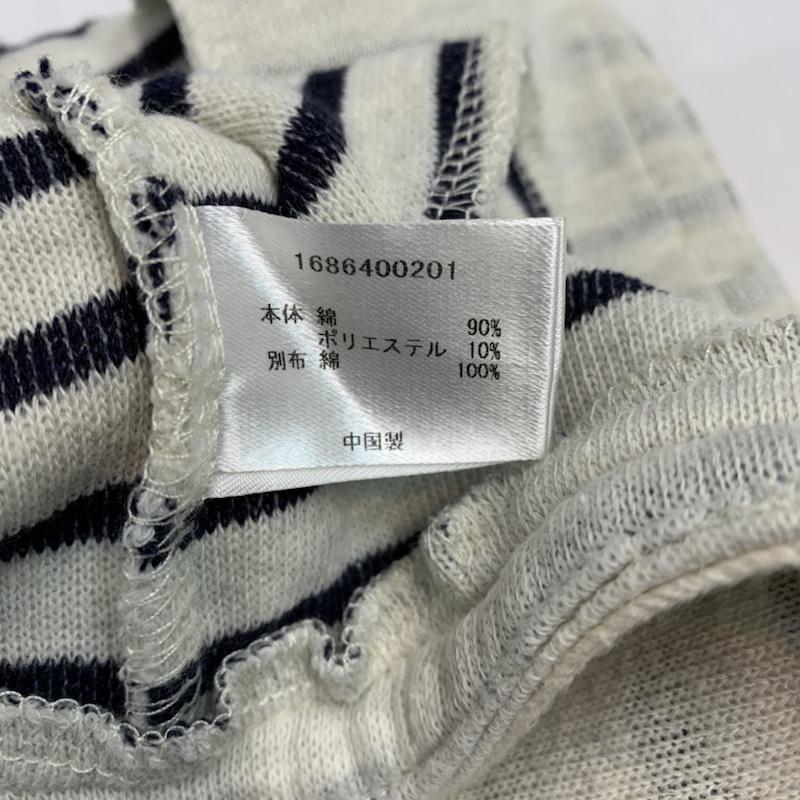 1686400201
本体 綿 90%
ポリエステル 10%
別布 綿 100%
中国製